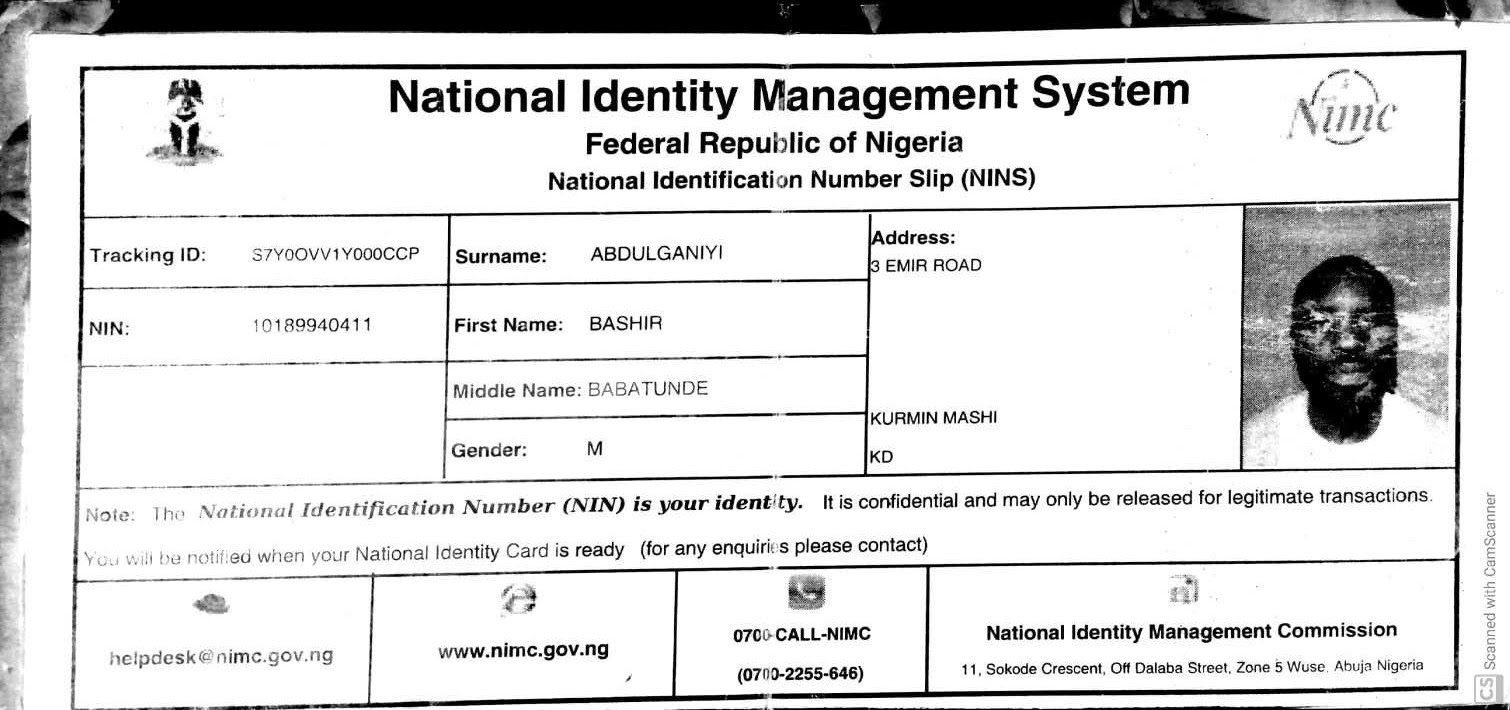 National Identity Management System
Federal Republic of Nigeria
National Identification Number Slip (NINS)
Nimc
Tracking ID: S7Y0OVV1Y000CCP
Surname: ABDULGANIYI
Address:
3 EMIR ROAD
NIN: 10189940411
First Name: BASHIR
Middle Name: BABATUNDE
KURMIN MASHI
Gender: M
KD
Note: The National Identification Number (NIN) is your identity. It is confidential and may only be released for legitimate transactions.
You will be notified when your National Identity Card is ready (for any enquiries please contact)
helpdesk@nimc.gov.ng
www.nimc.gov.ng
0700-CALL-NIMC
(0700-2255-646)
National Identity Management Commission
11, Sokode Crescent, Off Dalaba Street, Zone 5 Wuse, Abuja Nigeria
CS Scanned with CamScanner